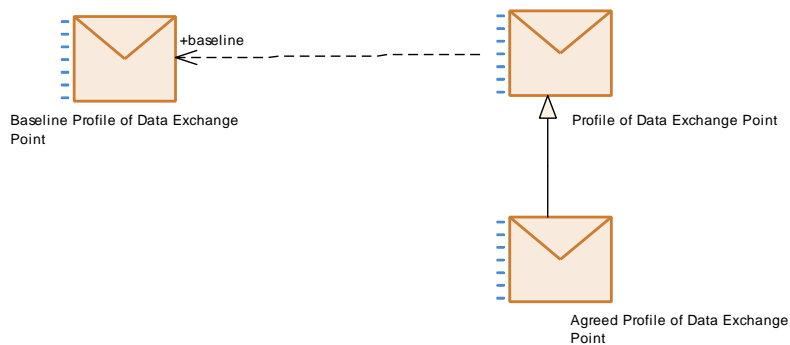 +baseline
Baseline Profile of Data Exchange
Point
Profile of Data Exchange Point
Agreed Profile of Data Exchange
Point